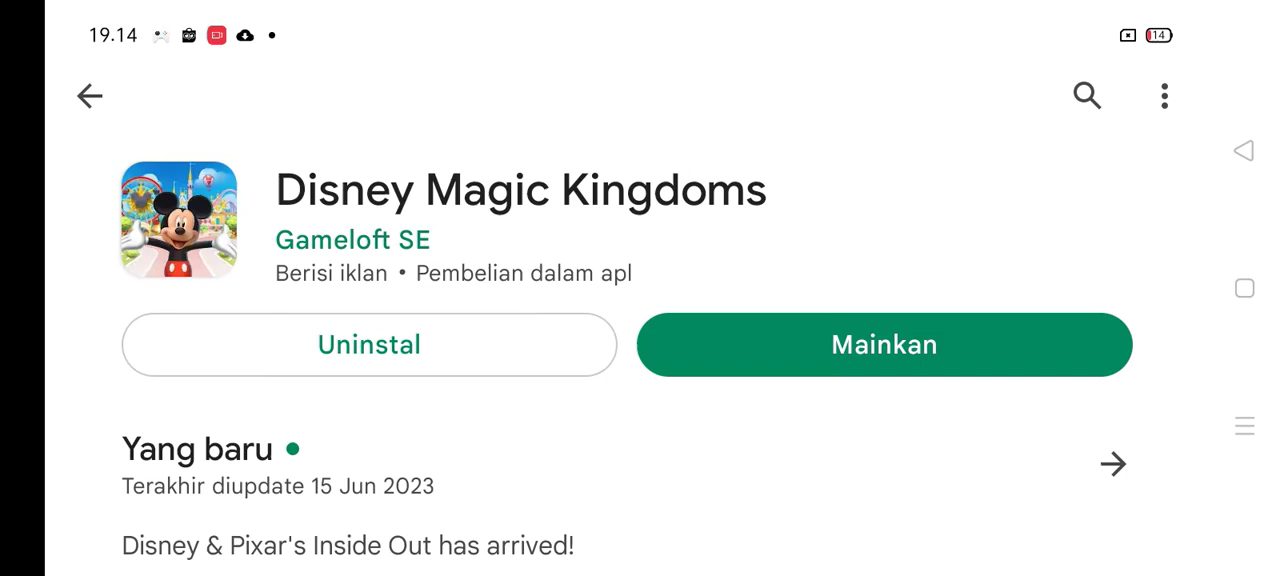 19.14
14
Disney Magic Kingdoms
Gameloft SE
Berisi iklan • Pembelian dalam apl
Uninstal
Mainkan
Yang baru
Terakhir diupdate 15 Jun 2023
Disney & Pixar's Inside Out has arrived!